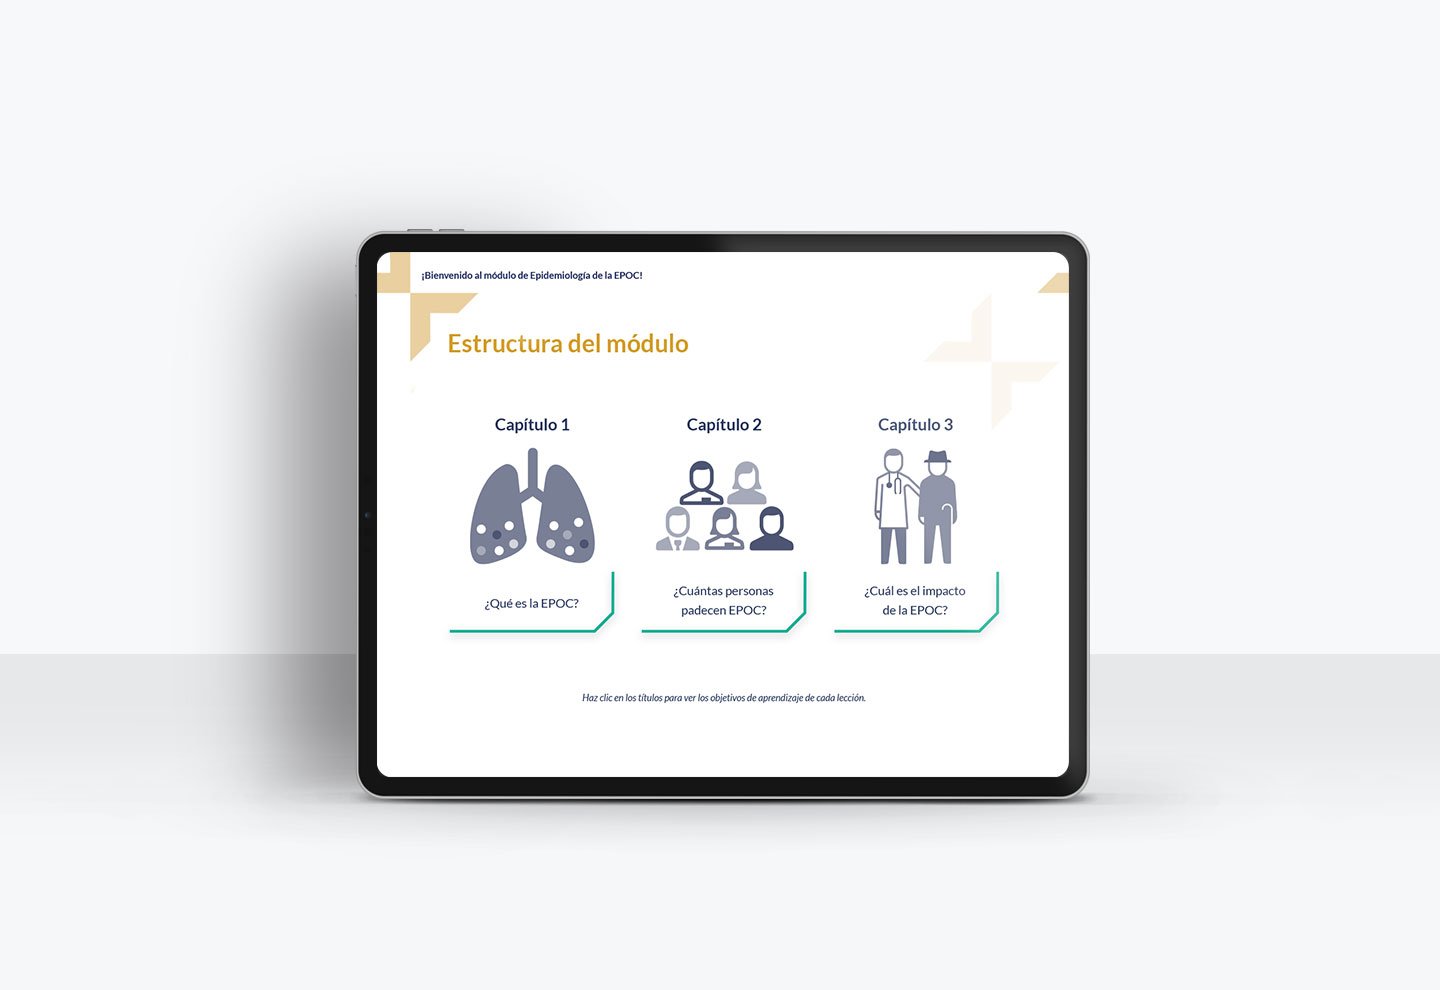 ¡Bienvenido al módulo de Epidemiología de la EPOC!
Estructura del módulo
Capítulo 1
Capítulo 2
Capítulo 3
¿Qué es la EPOC?
¿Cuántas personas
padecen EPOC?
¿Cuál es el impacto
de la EPOC?
Haz clic en los títulos para ver los objetivos de aprendizaje de cada lección.